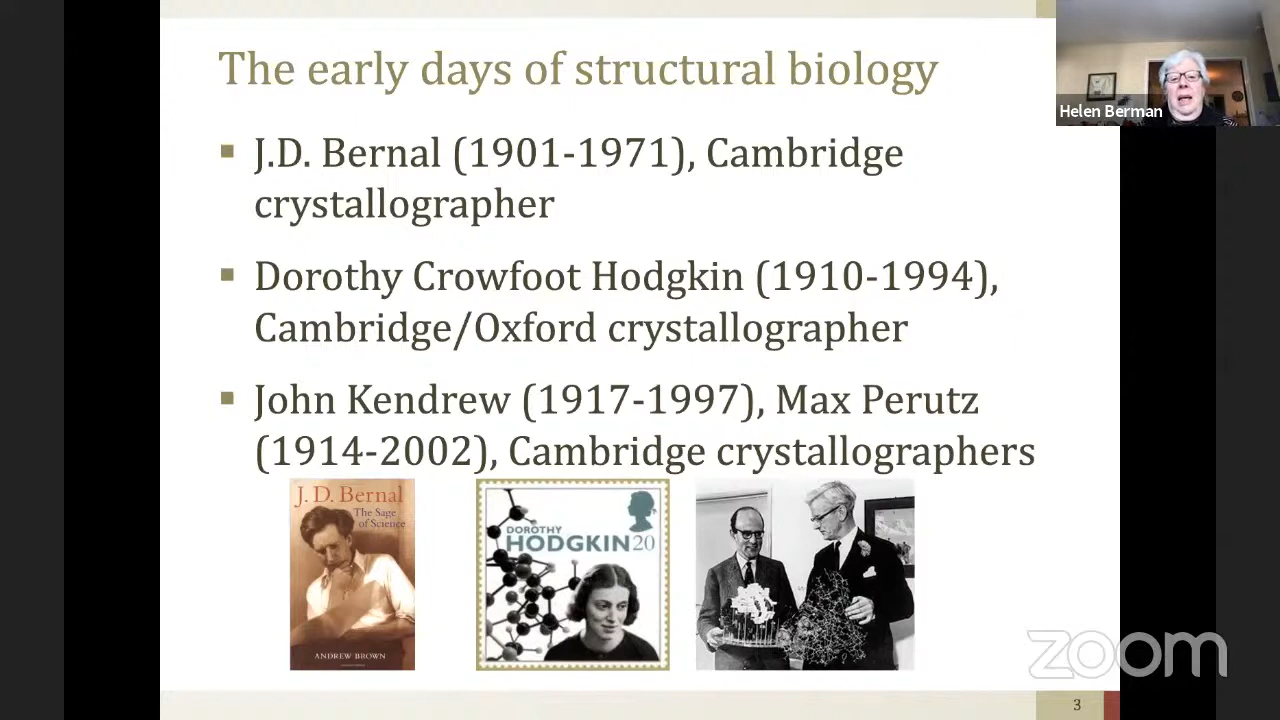 The early days of structural biology
Helen Berman
▪ J.D. Bernal (1901-1971), Cambridge
crystallographer
▪ Dorothy Crowfoot Hodgkin (1910-1994),
Cambridge/Oxford crystallographer
▪ John Kendrew (1917-1997), Max Perutz
(1914-2002), Cambridge crystallographers
J. D. Bernal
The Sage
of Science
ANDREW BROWN
DOROTHY
HODGKIN 20
zoom
3